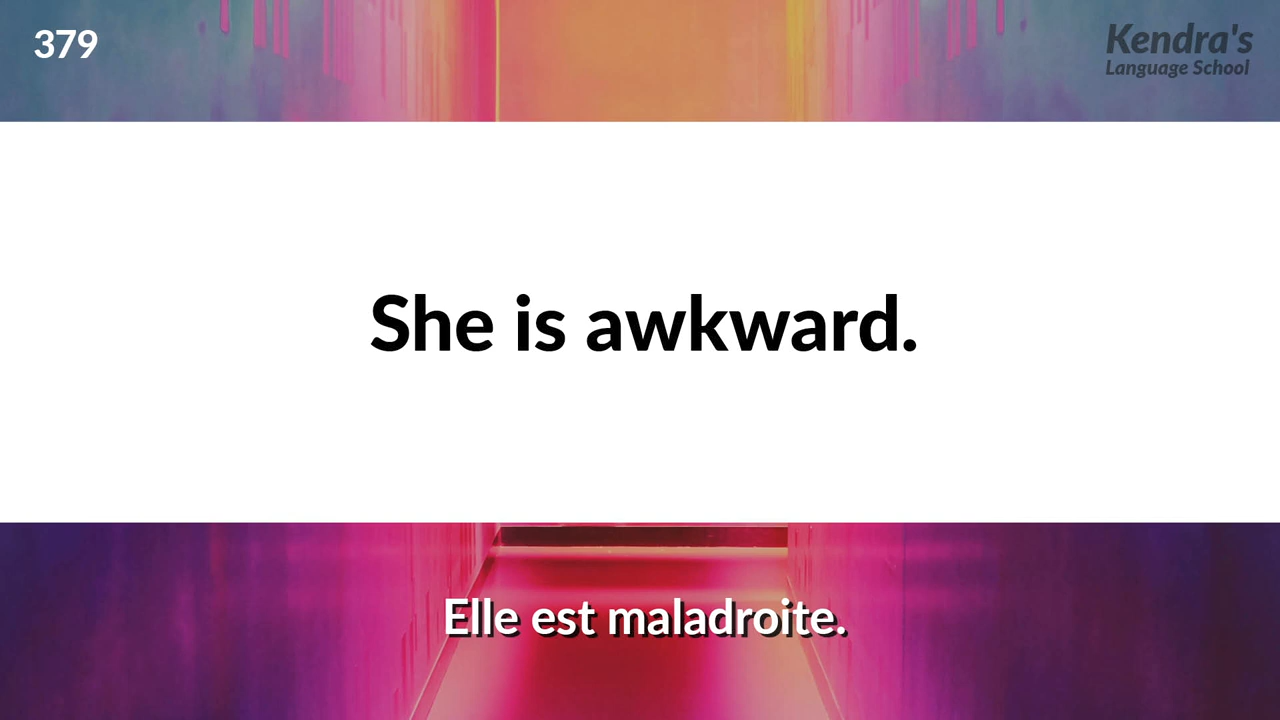 379
Kendra's
Language School
She is awkward.
Elle est maladroite.